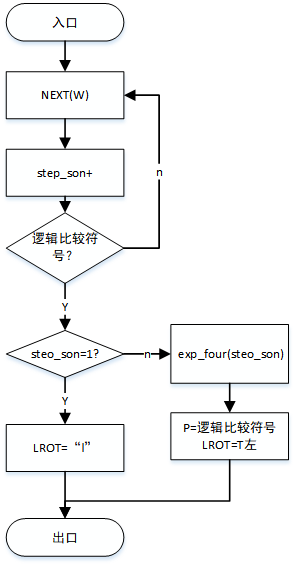 入口
NEXT(W)
step_son+
n
逻辑比较符
号？
Y
steo_son=1?
n
exp_four(steo_son)
Y
LROT=“I”
P=逻辑比较符号
LROT=T左
出口